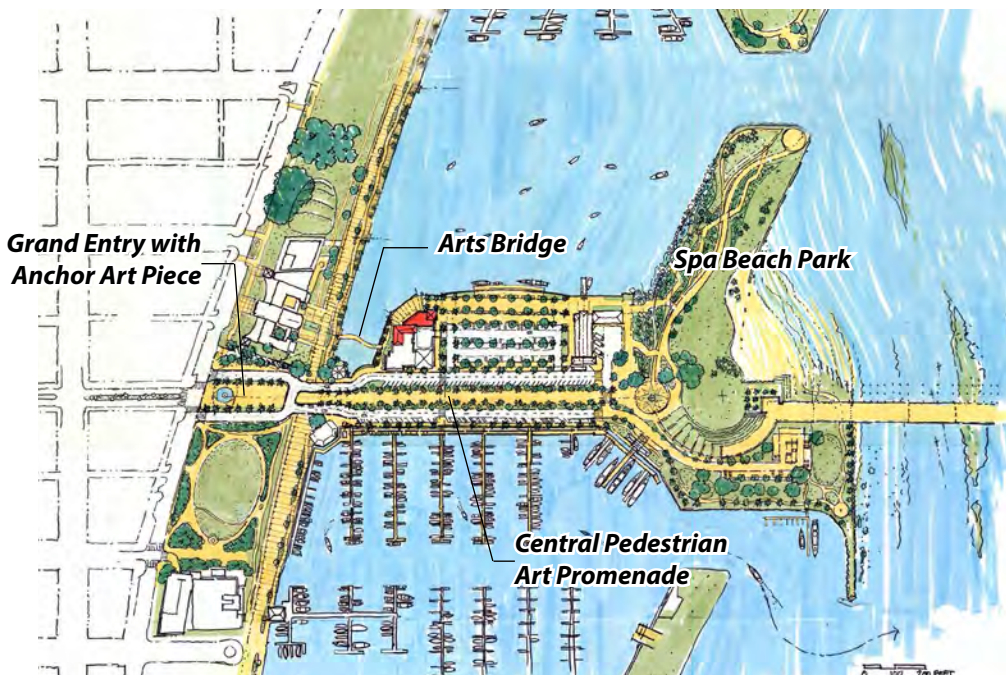 Grand Entry with
Anchor Art Piece
Arts Bridge
Spa Beach Park
Central Pedestrian
Art Promenade